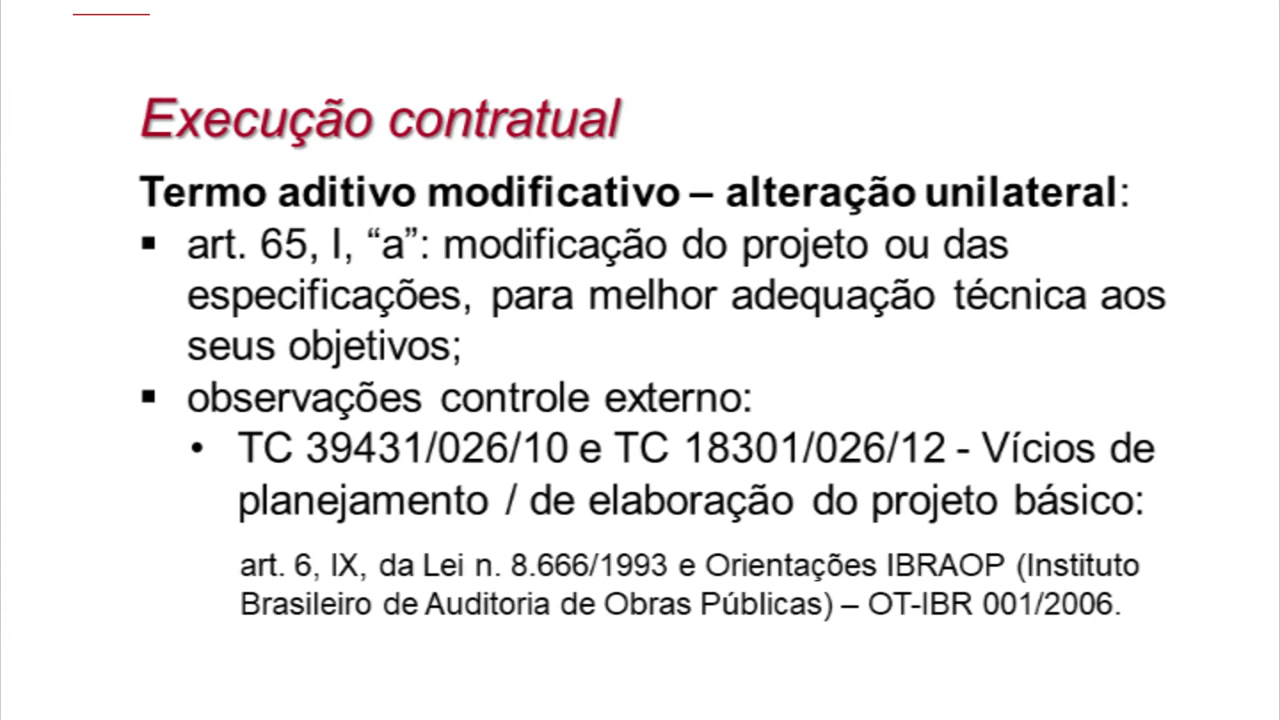 Execução contratual
Termo aditivo modificativo – alteração unilateral:
▪ art. 65, I, “a”: modificação do projeto ou das
especificações, para melhor adequação técnica aos
seus objetivos;
▪ observações controle externo:
• TC 39431/026/10 e TC 18301/026/12 - Vícios de
planejamento / de elaboração do projeto básico:
art. 6, IX, da Lei n. 8.666/1993 e Orientações IBRAOP (Instituto
Brasileiro de Auditoria de Obras Públicas) – OT-IBR 001/2006.